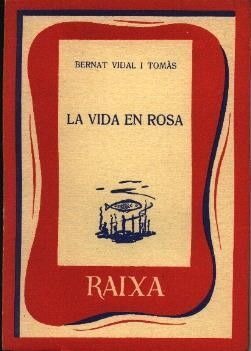 BERNAT VIDAL I TOMÀS
LA VIDA EN ROSA
RAIXA